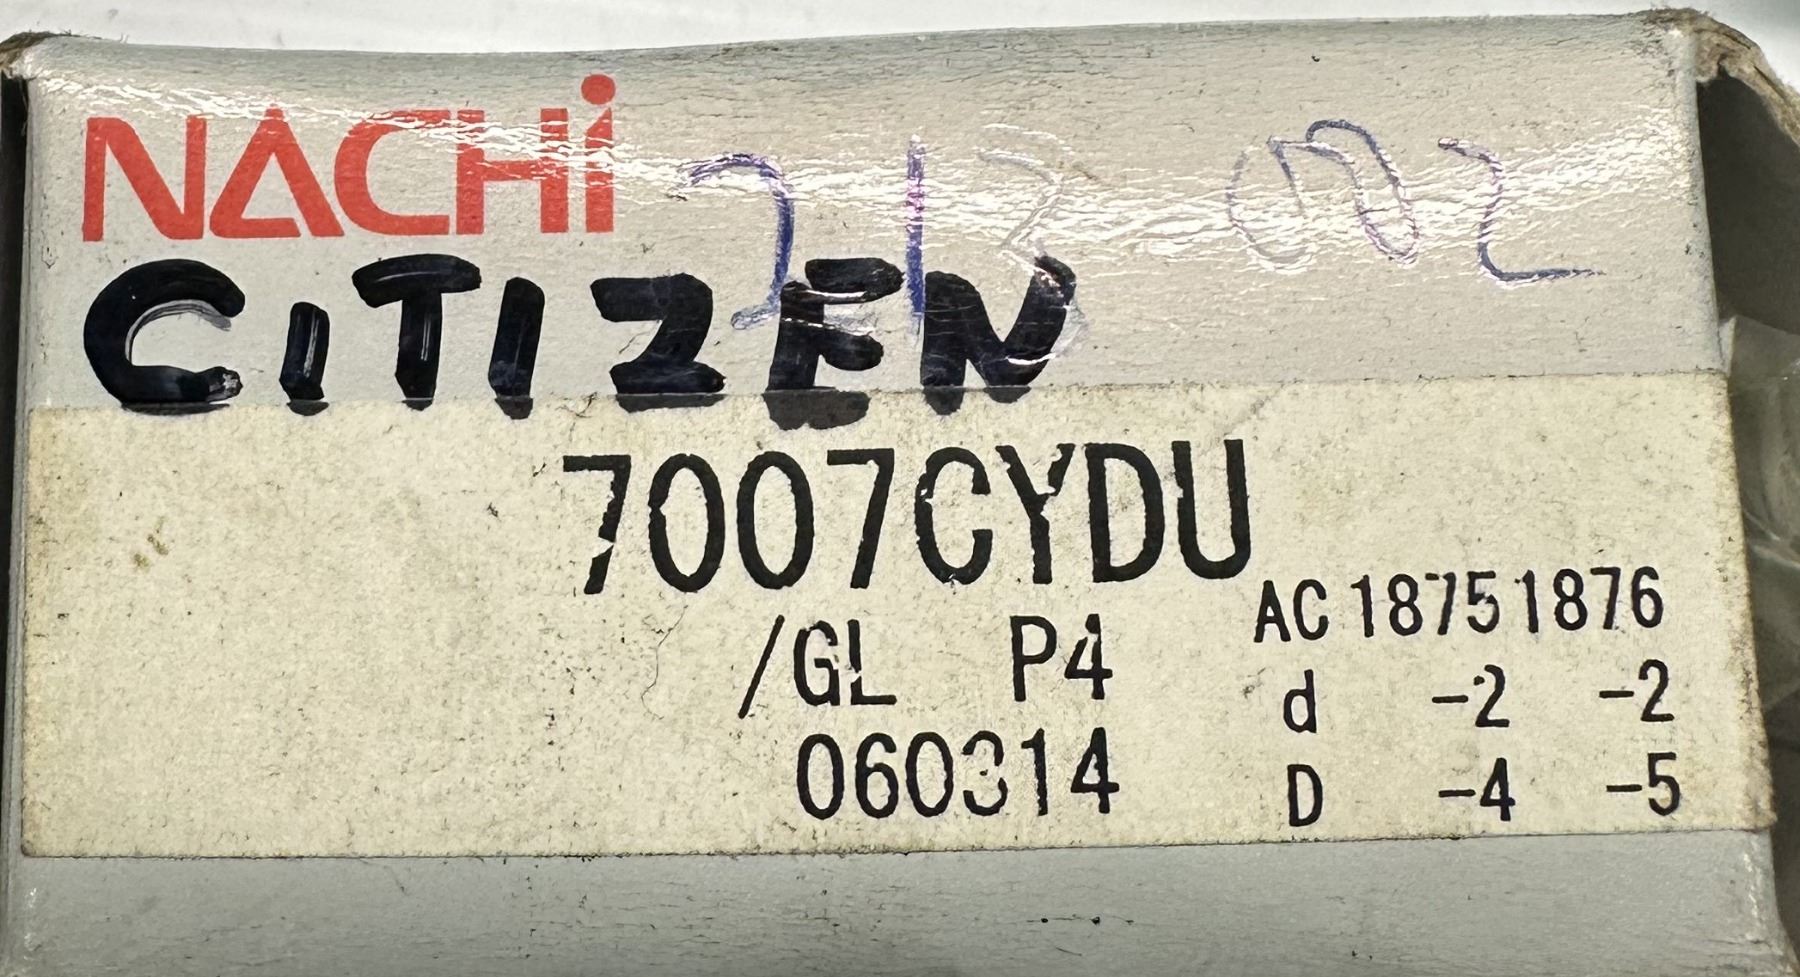 NACHi
CiTiZEN
7007CYDU
/GL P4
060314
AC 1875 1876
d -2 -2
D -4 -5